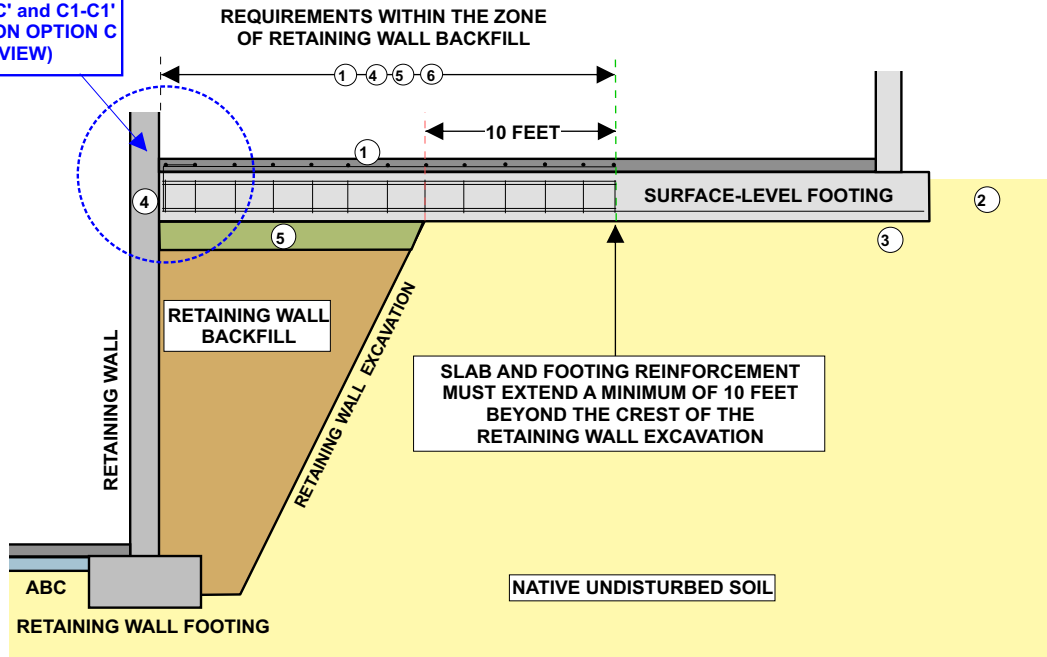 C' and C1-C1'
ON OPTION C
VIEW)
REQUIREMENTS WITHIN THE ZONE
OF RETAINING WALL BACKFILL
1 4 5 6
10 FEET
1
4
SURFACE-LEVEL FOOTING
2
5
3
RETAINING WALL
BACKFILL
RETAINING WALL EXCAVATION
RETAINING WALL
SLAB AND FOOTING REINFORCEMENT
MUST EXTEND A MINIMUM OF 10 FEET
BEYOND THE CREST OF THE
RETAINING WALL EXCAVATION
ABC
NATIVE UNDISTURBED SOIL
RETAINING WALL FOOTING